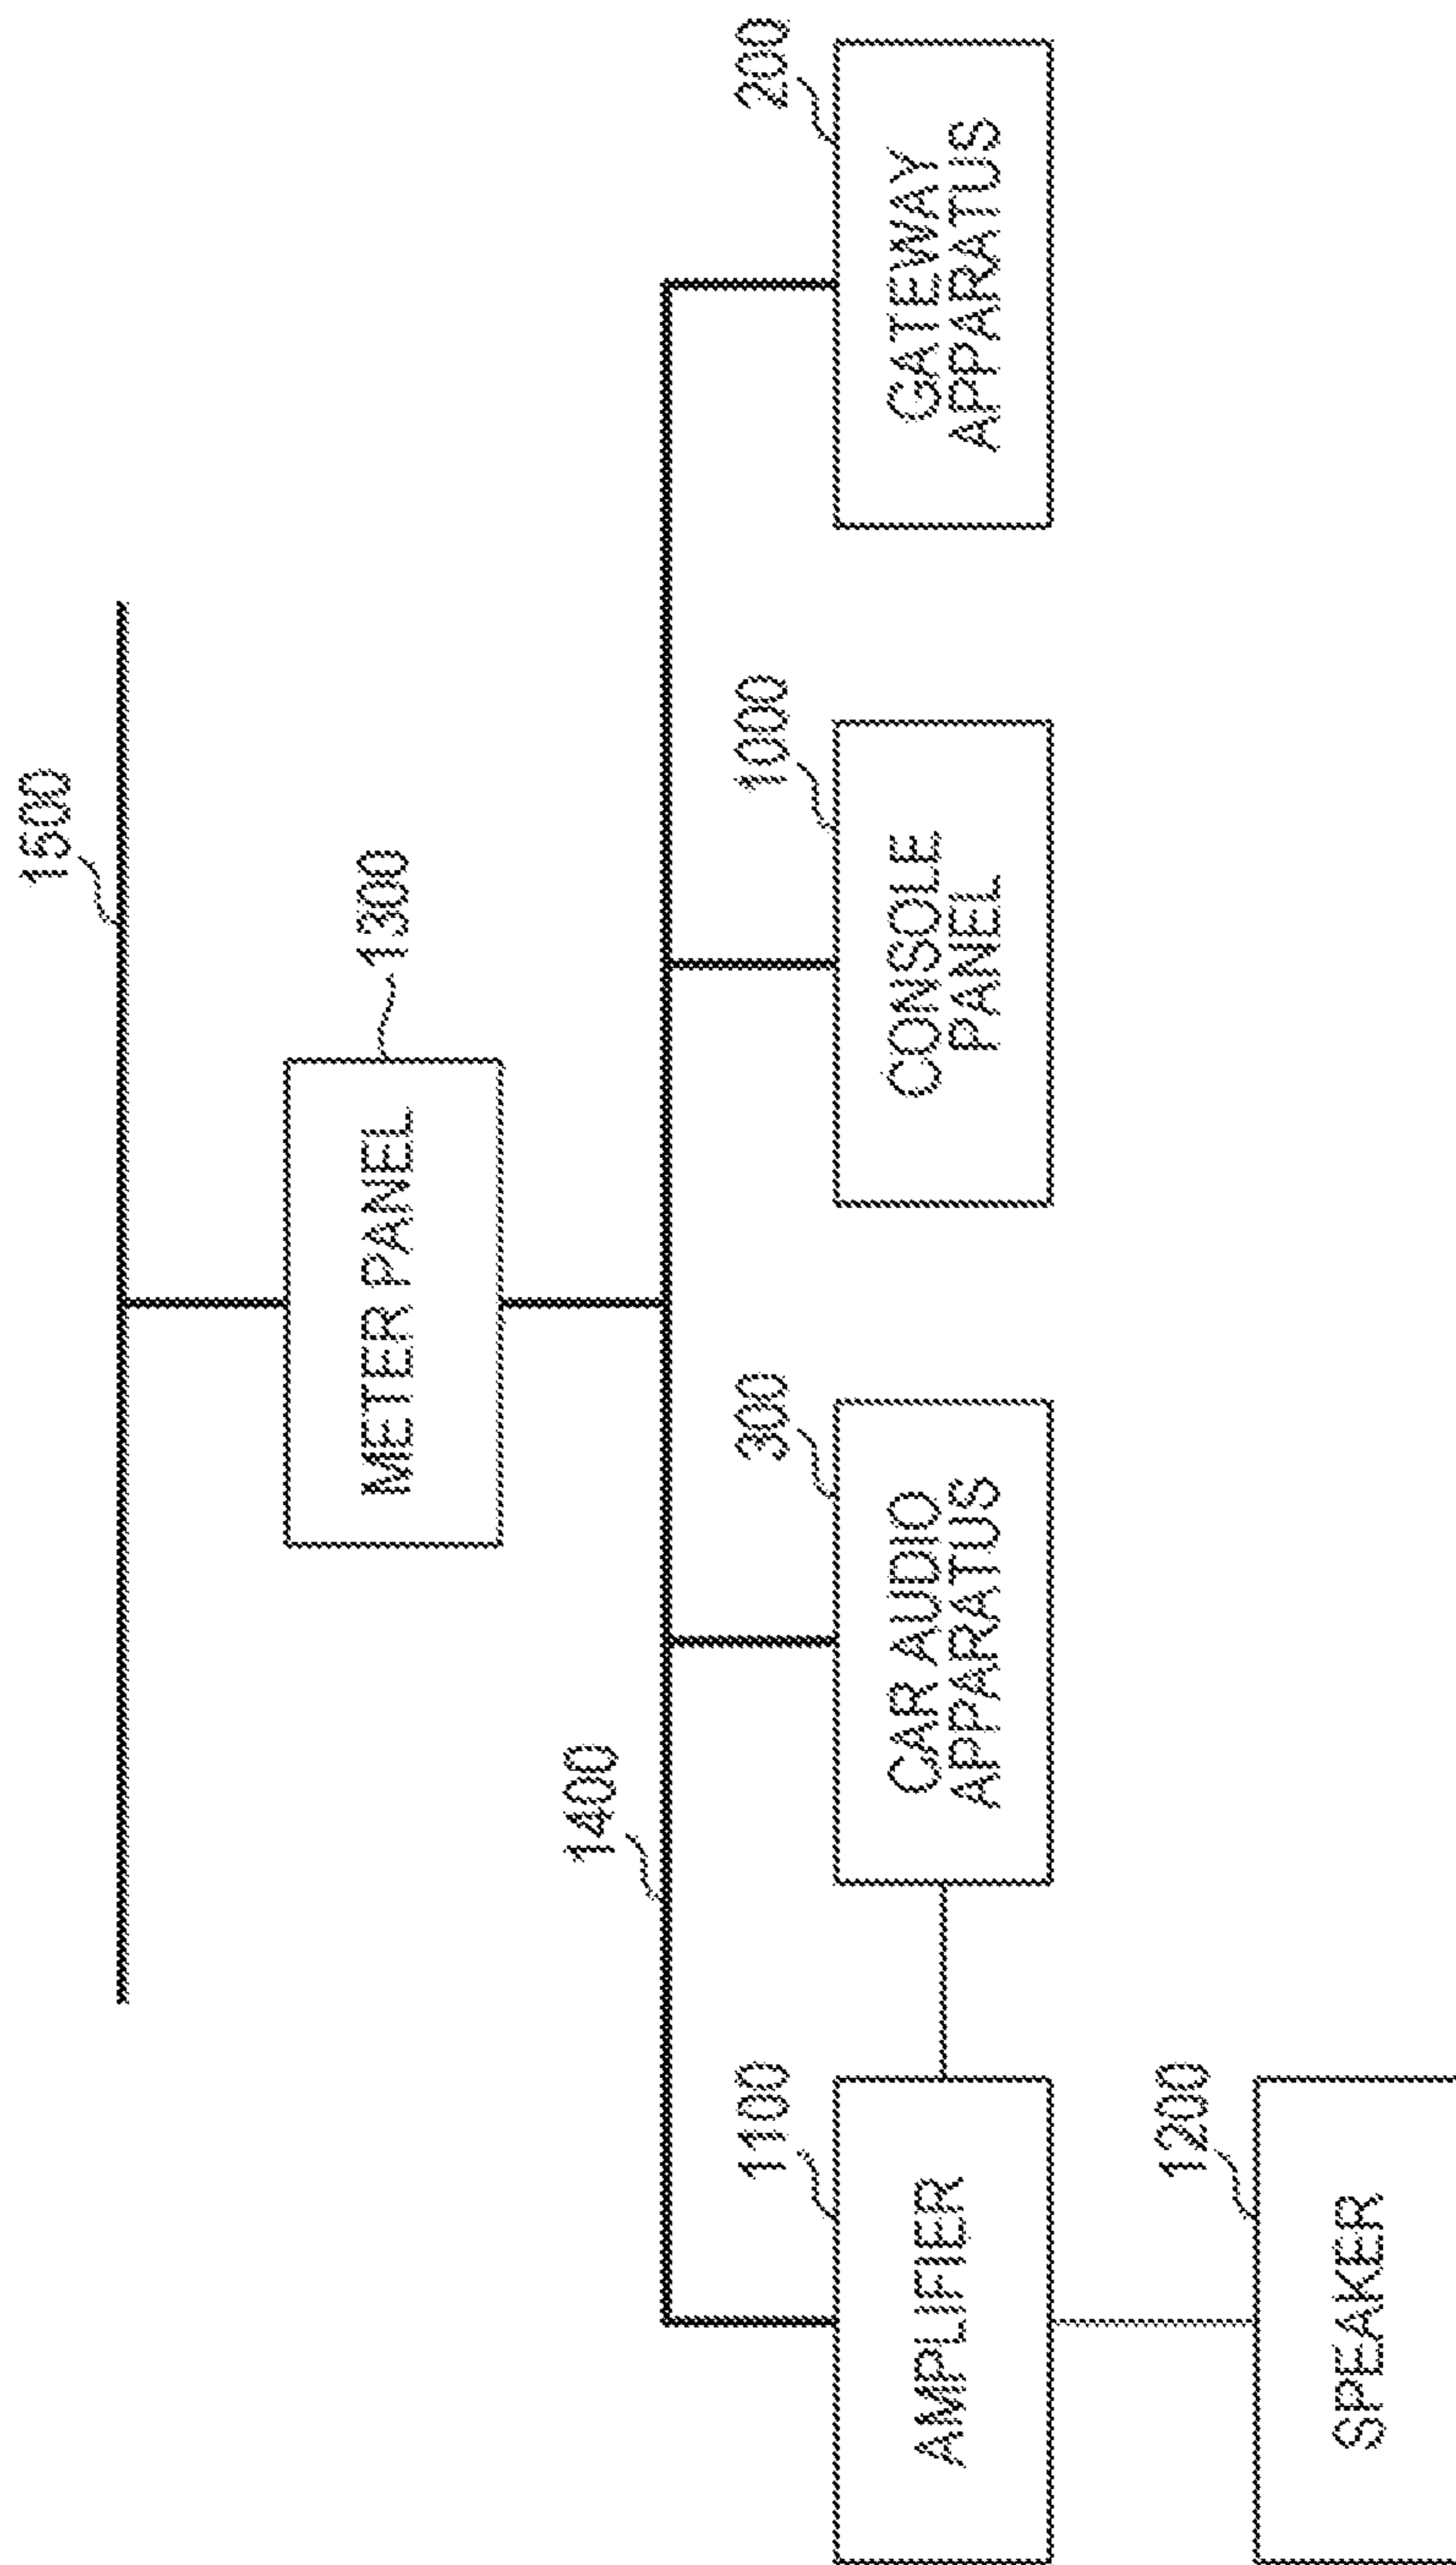 1500
METER PANEL
1300
1400
1100
AMPLIFIER
300
CAR AUDIO
APPARATUS
1000
CONSOLE
PANEL
200
GATEWAY
APPARATUS
1200
SPEAKER